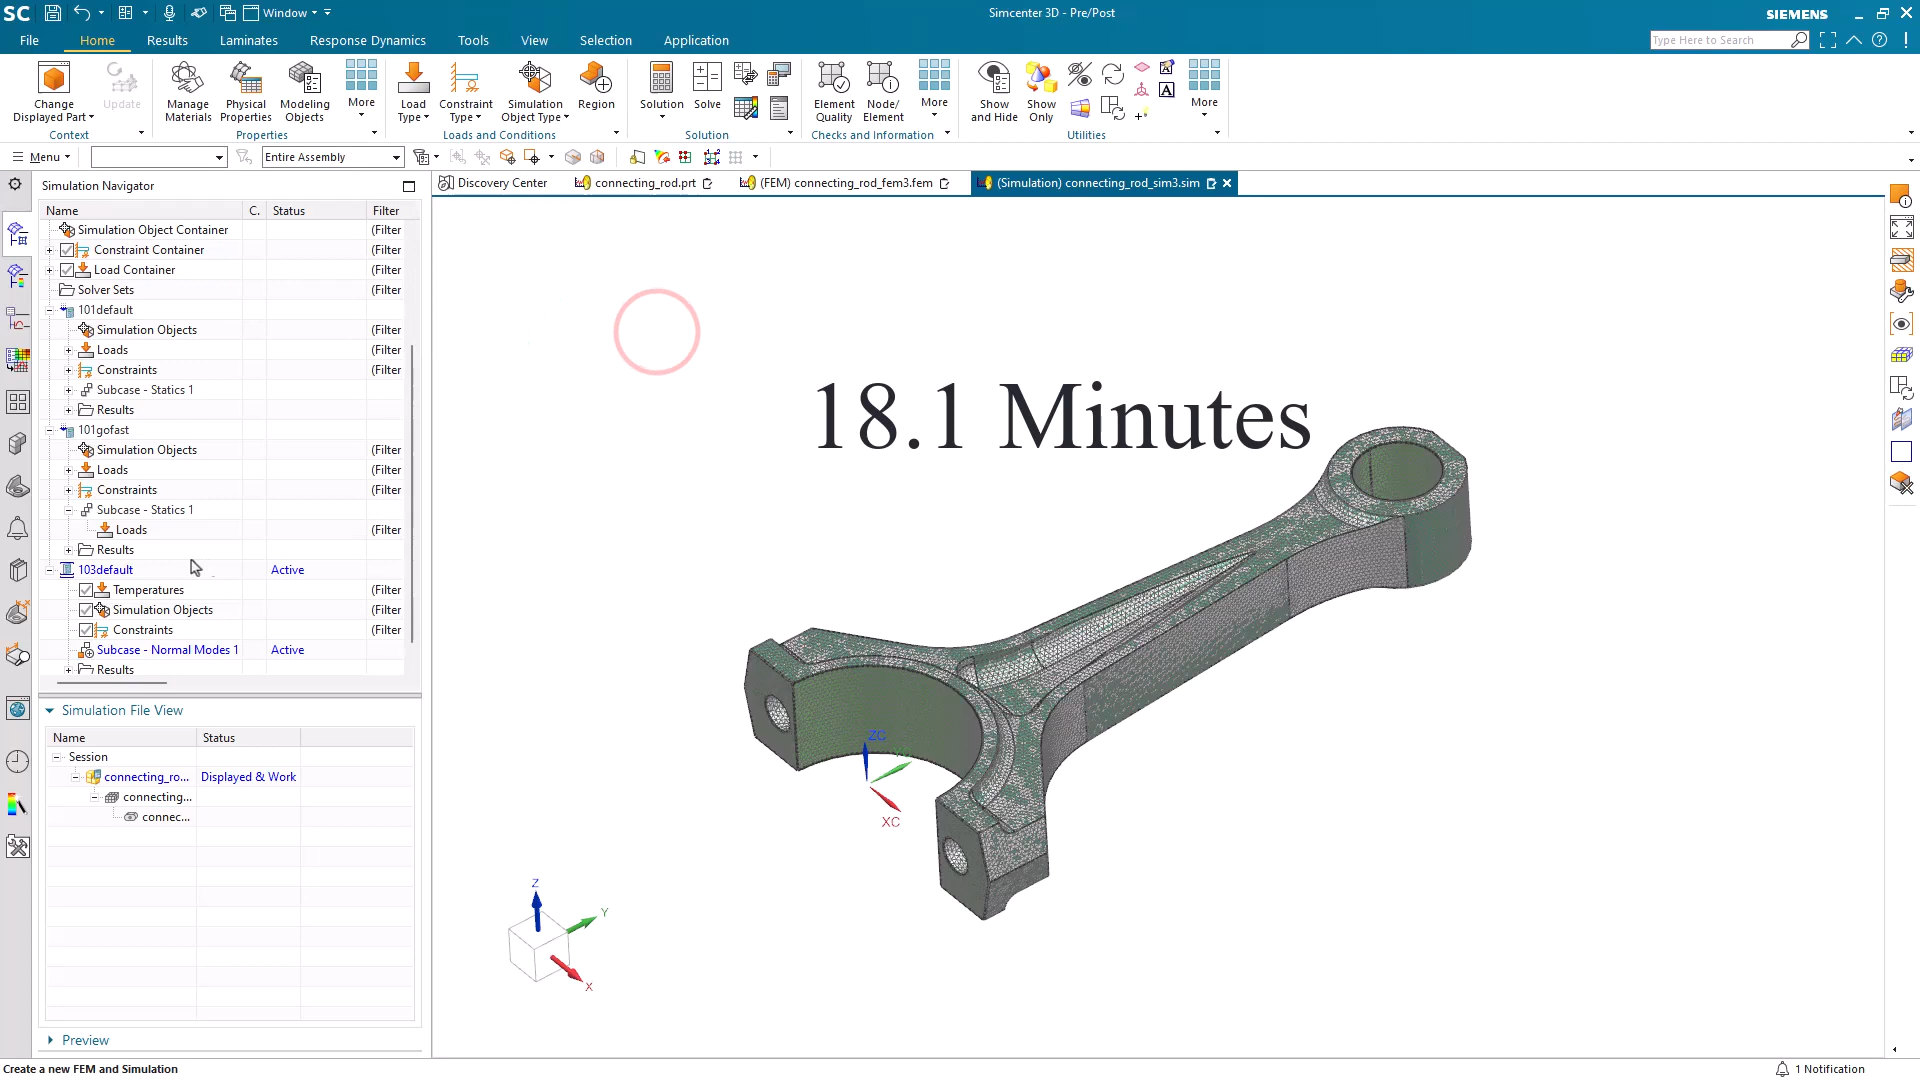 SC
Window
Simcenter 3D - Pre/Post
SIEMENS
File
Home
Results
Laminates
Response Dynamics
Tools
View
Selection
Application
Type Here to Search
Change
Displayed Part
Update
Manage
Materials
Physical
Properties
Modeling
Objects
More
Load
Type
Constraint
Type
Simulation
Object Type
Region
Solution
Solve
Element
Quality
Node/
Element
More
Show
and Hide
Show
Only
More
Context
Properties
Loads and Conditions
Solution
Checks and Information
Utilities
Menu
Entire Assembly
Simulation Navigator
Discovery Center
connecting_rod.prt
(FEM) connecting_rod_fem3.fem
(Simulation) connecting_rod_sim3.sim
Name C. Status Filter
Simulation Object Container (Filter
Constraint Container (Filter
Load Container (Filter
Solver Sets (Filter
101default
Simulation Objects (Filter
Loads (Filter
Constraints (Filter
Subcase - Statics 1
Results
101gofast
Simulation Objects (Filter
Loads (Filter
Constraints (Filter
Subcase - Statics 1
Loads (Filter
Results
103default Active
Temperatures (Filter
Simulation Objects (Filter
Constraints (Filter
Subcase - Normal Modes 1 Active
Results
18.1 Minutes
ZC
XC
Z
Y
X
Simulation File View
Name Status
Session
connecting_ro... Displayed & Work
connecting...
connec...
Preview
Create a new FEM and Simulation
1 Notification